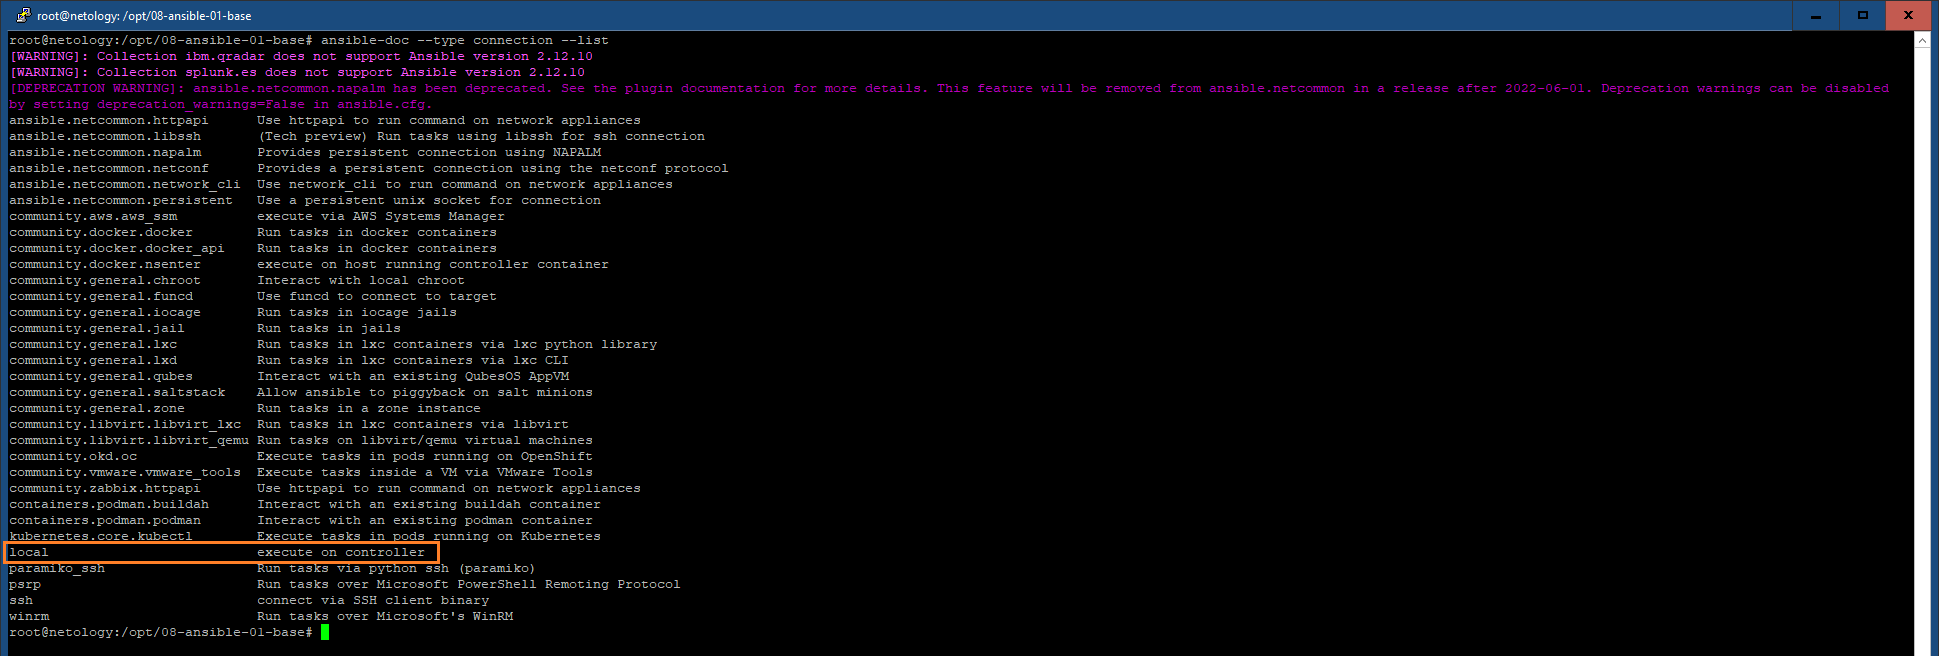 root@netology: /opt/08-ansible-01-base
root@netology:/opt/08-ansible-01-base# ansible-doc --type connection --list
[WARNING]: Collection ibm.qradar does not support Ansible version 2.12.10
[WARNING]: Collection splunk.es does not support Ansible version 2.12.10
[DEPRECATION WARNING]: ansible.netcommon.napalm has been deprecated. See the plugin documentation for more details. This feature will be removed from ansible.netcommon in a release after 2022-06-01. Deprecation warnings can be disabled
by setting deprecation_warnings=False in ansible.cfg.
ansible.netcommon.httpapi      Use httpapi to run command on network appliances
ansible.netcommon.libssh       (Tech preview) Run tasks using libssh for ssh connection
ansible.netcommon.napalm       Provides persistent connection using NAPALM
ansible.netcommon.netconf      Provides a persistent connection using the netconf protocol
ansible.netcommon.network_cli  Use network_cli to run command on network appliances
ansible.netcommon.persistent   Use a persistent unix socket for connection
community.aws.aws_ssm          execute via AWS Systems Manager
community.docker.docker        Run tasks in docker containers
community.docker.docker_api    Run tasks in docker containers
community.docker.nsenter       execute on host running controller container
community.general.chroot       Interact with local chroot
community.general.funcd        Use funcd to connect to target
community.general.iocage       Run tasks in iocage jails
community.general.jail         Run tasks in jails
community.general.lxc          Run tasks in lxc containers via lxc python library
community.general.lxd          Run tasks in lxc containers via lxc CLI
community.general.qubes        Interact with an existing QubesOS AppVM
community.general.saltstack    Allow ansible to piggyback on salt minions
community.general.zone         Run tasks in a zone instance
community.libvirt.libvirt_lxc  Run tasks in lxc containers via libvirt
community.libvirt.libvirt_qemu Run tasks on libvirt/qemu virtual machines
community.okd.oc               Execute tasks in pods running on OpenShift
community.vmware.vmware_tools  Execute tasks inside a VM via VMware Tools
community.zabbix.httpapi       Use httpapi to run command on network appliances
containers.podman.buildah      Interact with an existing buildah container
containers.podman.podman       Interact with an existing podman container
kubernetes.core.kubectl        Execute tasks in pods running on Kubernetes
local                          execute on controller
paramiko_ssh                   Run tasks via python ssh (paramiko)
psrp                           Run tasks over Microsoft PowerShell Remoting Protocol
ssh                            connect via SSH client binary
winrm                          Run tasks over Microsoft's WinRM
root@netology:/opt/08-ansible-01-base#